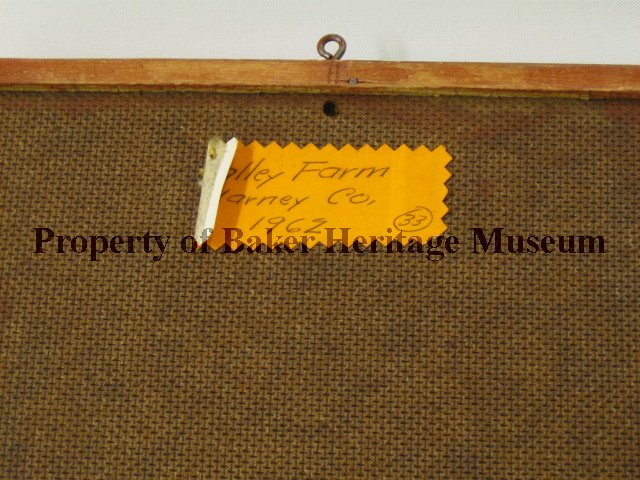 Farm
Co.
1962
33
Property of Baker Heritage Museum